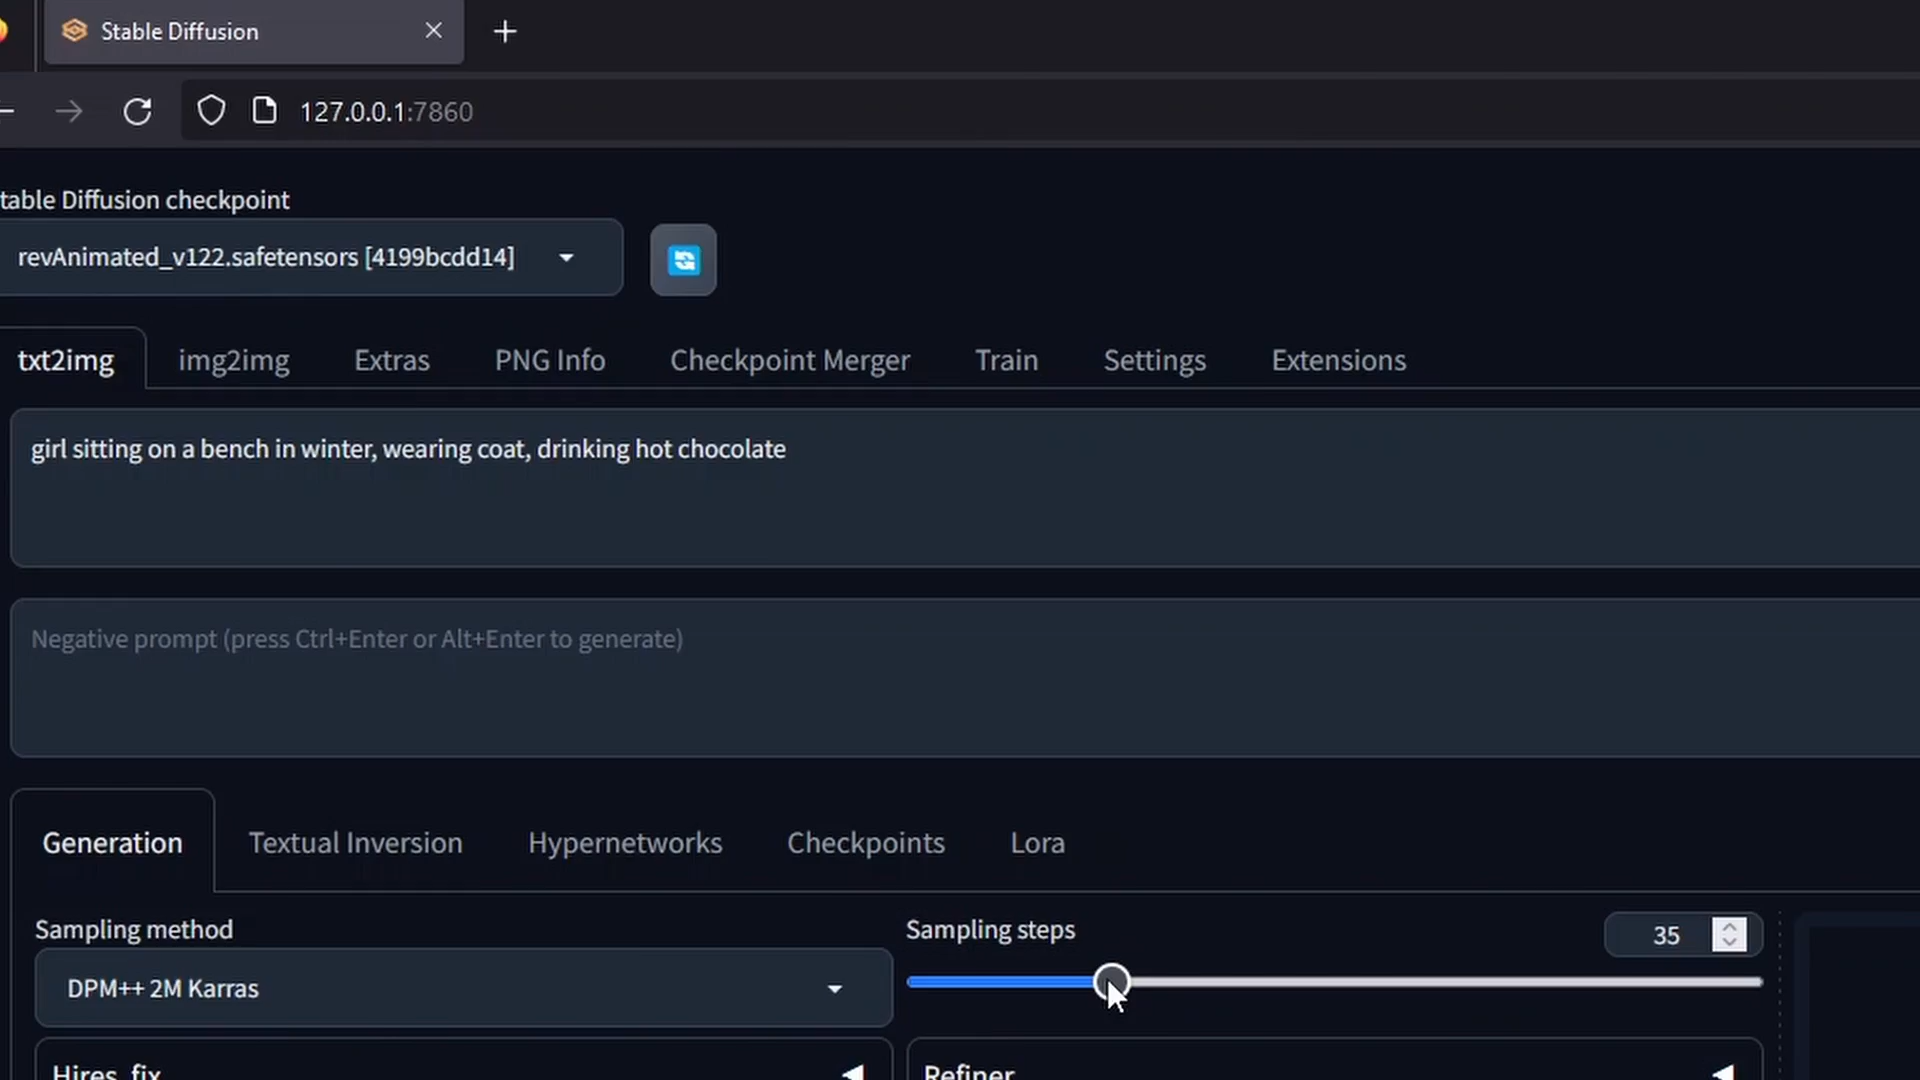 Stable Diffusion
127.0.0.1:7860
table Diffusion checkpoint
revAnimated_v122.safetensors [4199bcdd14]
txt2img img2img Extras PNG Info Checkpoint Merger Train Settings Extensions
girl sitting on a bench in winter, wearing coat, drinking hot chocolate
Negative prompt (press Ctrl+Enter or Alt+Enter to generate)
Generation Textual Inversion Hypernetworks Checkpoints Lora
Sampling method
DPM++ 2M Karras
Sampling steps
35
Hires. fix
Refiner